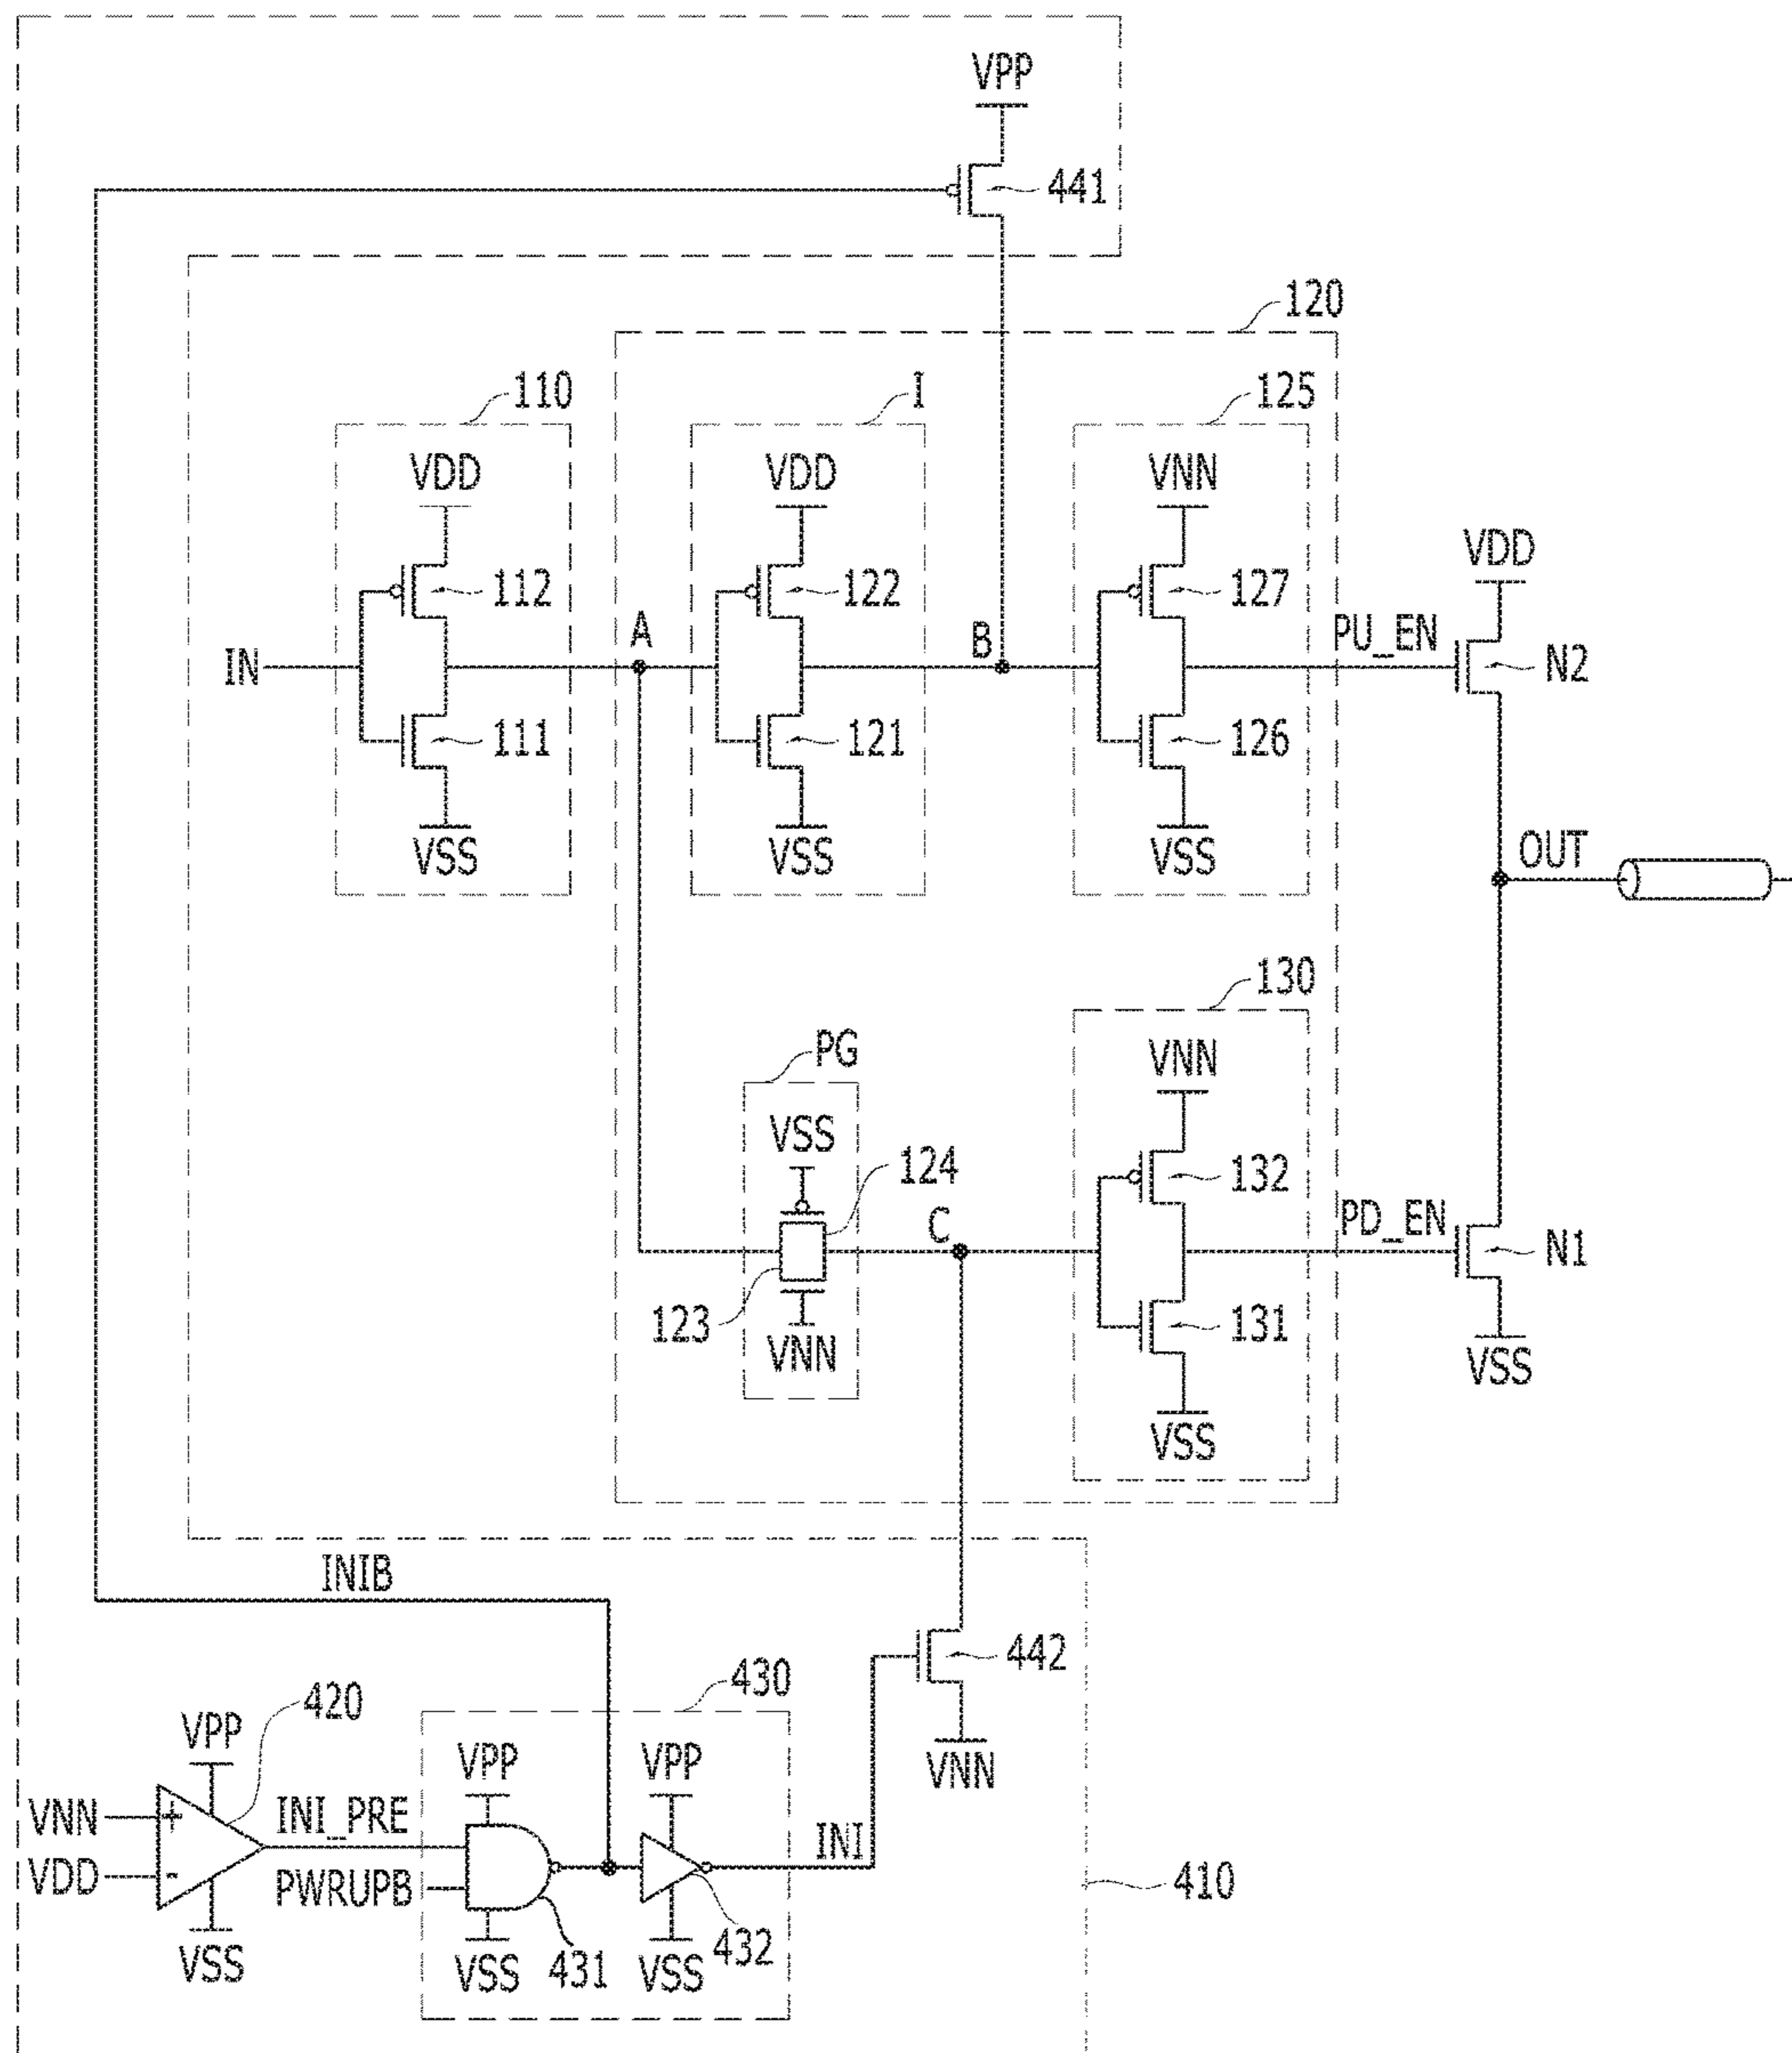 VPP
441
120
110
I
125
VDD
VDD
VNN
VDD
112
122
127
A
B
PU_EN
IN
N2
111
121
126
VSS
VSS
VSS
OUT
130
PG
VNN
VSS
124
132
C
PD_EN
N1
123
131
VNN
VSS
VSS
INIB
442
430
420
VPP
VPP
VPP
VNN
VNN
+
INI_PRE
INI
VDD
-
PWRUPB
410
VSS
VSS
431
VSS
432